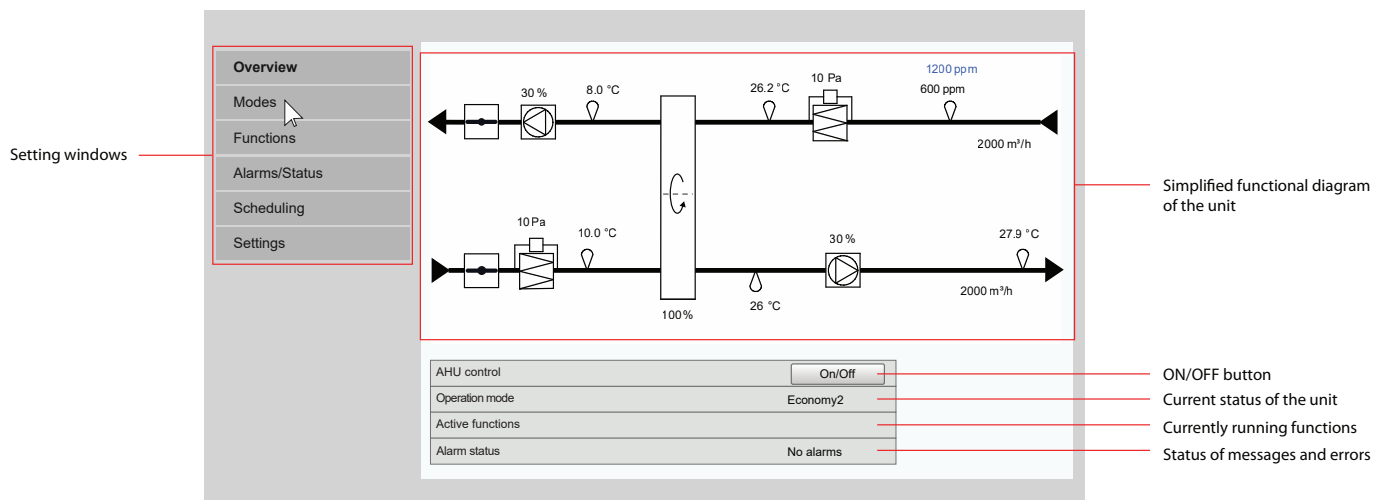 Setting windows
Overview
Modes
Functions
Alarms/Status
Scheduling
Settings
30 %
8.0 °C
26.2 °C
10 Pa
1200 ppm
600 ppm
2000 m³/h
10 Pa
10.0 °C
100 %
26 °C
30 %
27.9 °C
2000 m³/h
Simplified functional diagram
of the unit
AHU control
On/Off
ON/OFF button
Operation mode
Economy2
Current status of the unit
Active functions
Currently running functions
Alarm status
No alarms
Status of messages and errors